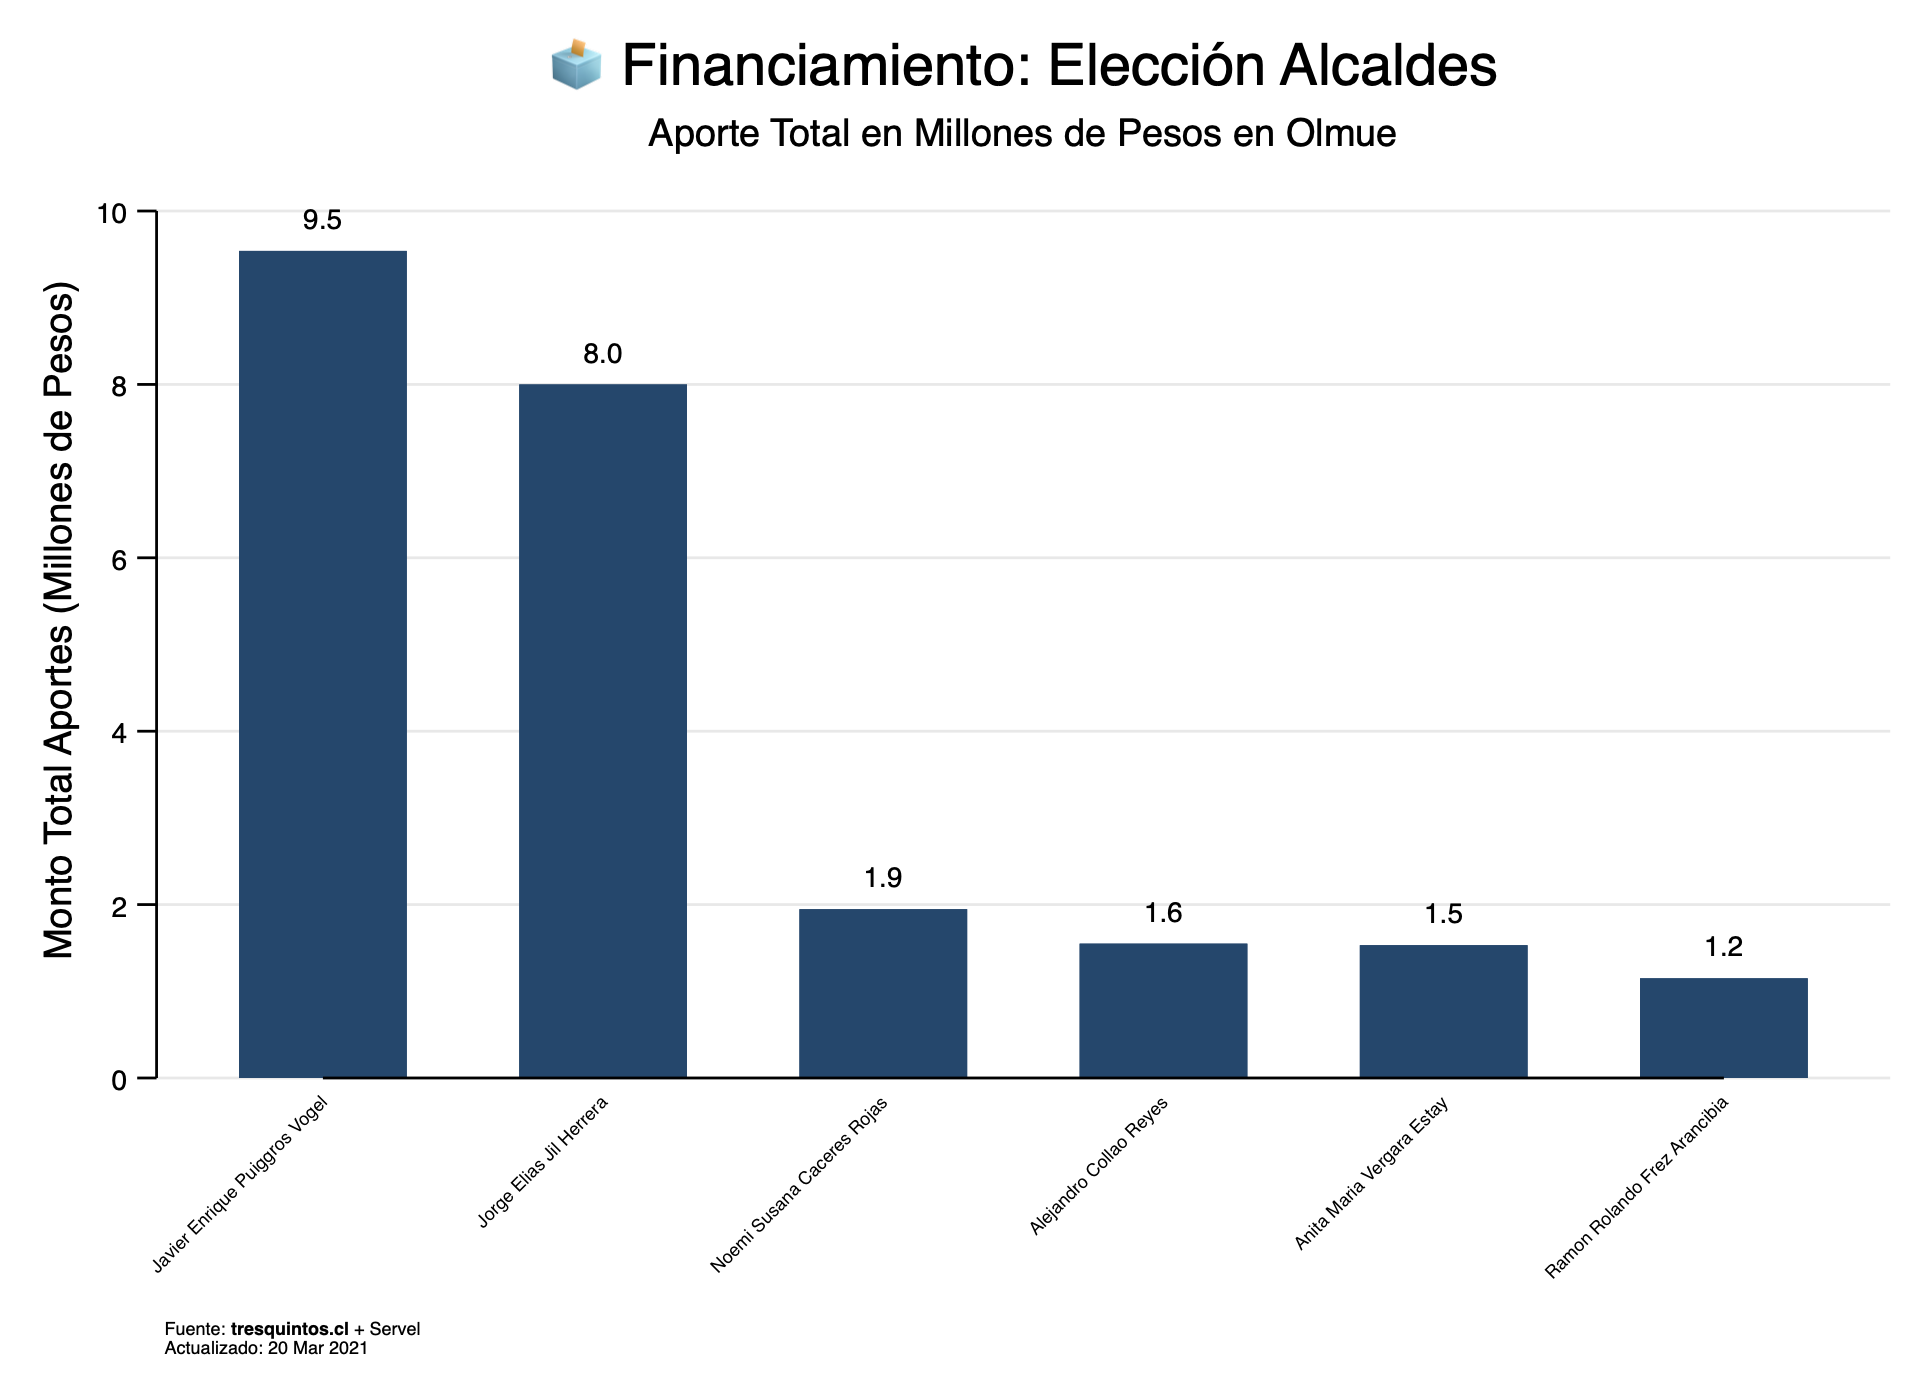 Financiamiento: Elección Alcaldes
Aporte Total en Millones de Pesos en Olmue
Monto Total Aportes (Millones de Pesos)
10
8
6
4
2
0
9.5
8.0
1.9
1.6
1.5
1.2
Javier Enrique Puiggros Vogel
Jorge Elias Jil Herrera
Noemi Susana Caceres Rojas
Alejandro Collao Reyes
Anita Maria Vergara Estay
Ramon Rolando Frez Arancibia
Fuente: tresquintos.cl + Servel
Actualizado: 20 Mar 2021